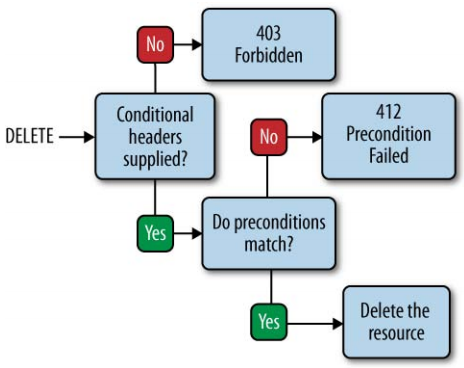 No
403
Forbidden
DELETE
Conditional
headers
supplied?
No
412
Precondition
Failed
Yes
Do preconditions
match?
Yes
Delete the
resource